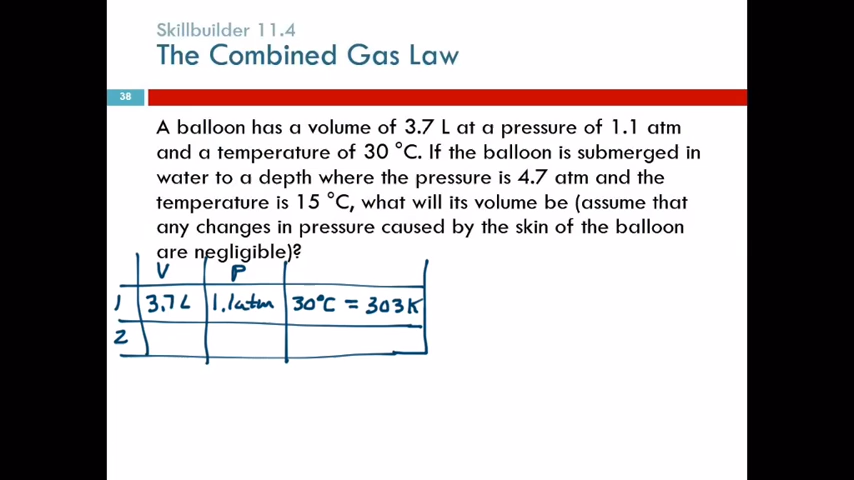 Skillbuilder 11.4
The Combined Gas Law
38
A balloon has a volume of 3.7 L at a pressure of 1.1 atm
and a temperature of 30 °C. If the balloon is submerged in
water to a depth where the pressure is 4.7 atm and the
temperature is 15 °C, what will its volume be (assume that
any changes in pressure caused by the skin of the balloon
are negligible)?
V P
1 3.7L 1.1atm 30°C = 303K
2